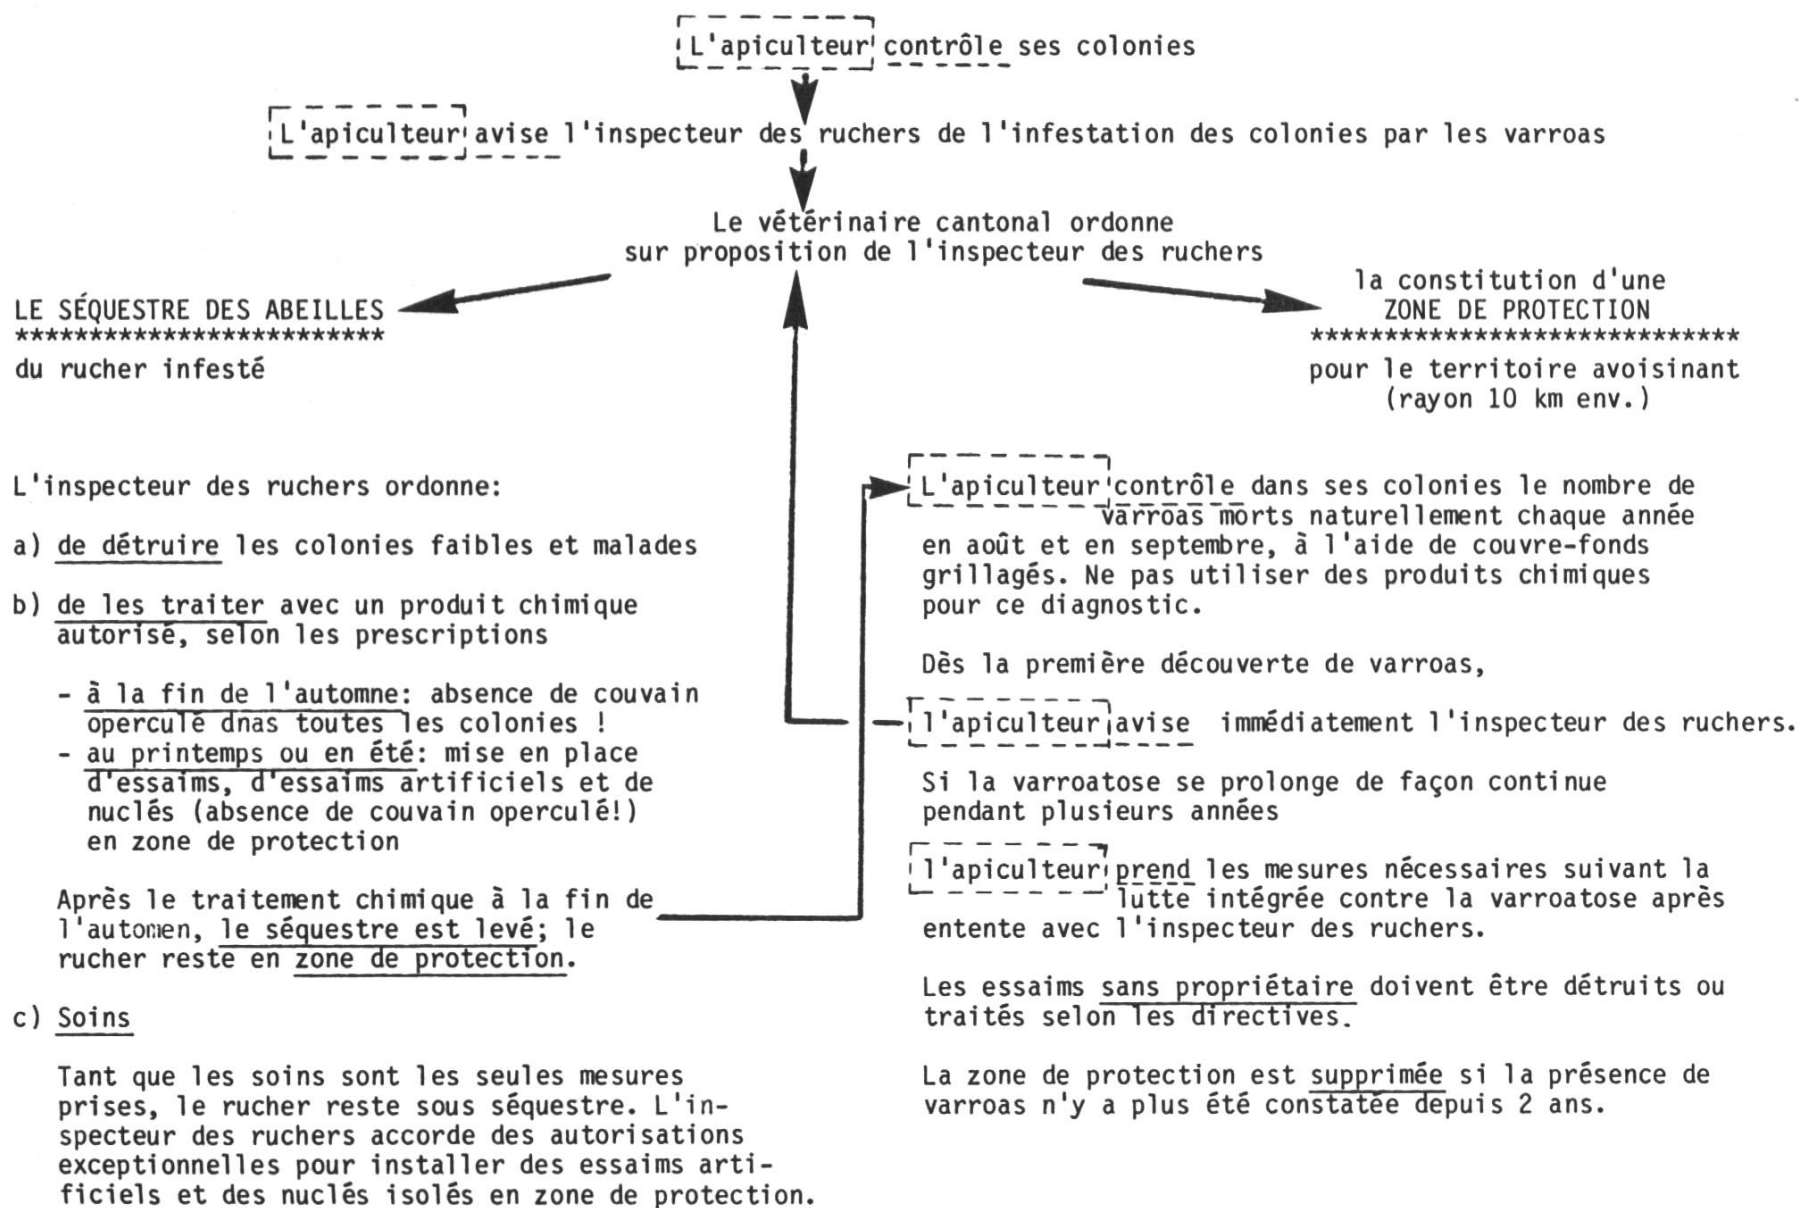 L'apiculteur contrôle ses colonies
L'apiculteur avise l'inspecteur des ruchers de l'infestation des colonies par les varroas
Le vétérinaire cantonal ordonne
sur proposition de l'inspecteur des ruchers
LE SÉQUESTRE DES ABEILLES
*************************
du rucher infesté
la constitution d'une
ZONE DE PROTECTION
*****************************
pour le territoire avoisinant
(rayon 10 km env.)
L'inspecteur des ruchers ordonne:
a) de détruire les colonies faibles et malades
b) de les traiter avec un produit chimique
autorisé, selon les prescriptions
- à la fin de l'automne: absence de couvain
operculé dnas toutes les colonies !
- au printemps ou en été: mise en place
d'essaims, d'essaims artificiels et de
nuclés (absence de couvain operculé!)
en zone de protection
Après le traitement chimique à la fin de
l'automen, le séquestre est levé; le
rucher reste en zone de protection.
c) Soins
Tant que les soins sont les seules mesures
prises, le rucher reste sous séquestre. L'in-
specteur des ruchers accorde des autorisations
exceptionnelles pour installer des essaims arti-
ficiels et des nuclés isolés en zone de protection.
L'apiculteur contrôle dans ses colonies le nombre de
varroas morts naturellement chaque année
en août et en septembre, à l'aide de couvre-fonds
grillagés. Ne pas utiliser des produits chimiques
pour ce diagnostic.
Dès la première découverte de varroas,
l'apiculteur avise immédiatement l'inspecteur des ruchers.
Si la varroatose se prolonge de façon continue
pendant plusieurs années
l'apiculteur prend les mesures nécessaires suivant la
lutte intégrée contre la varroatose après
entente avec l'inspecteur des ruchers.
Les essaims sans propriétaire doivent être détruits ou
traités selon les directives.
La zone de protection est supprimée si la présence de
varroas n'y a plus été constatée depuis 2 ans.